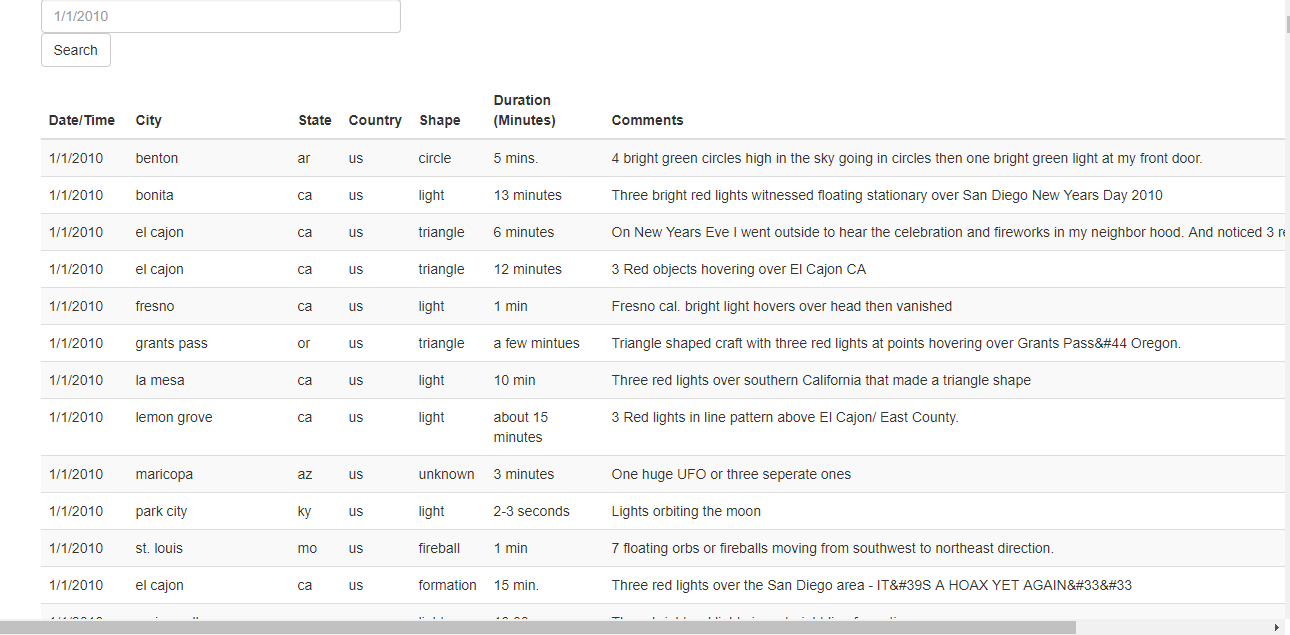 1/1/2010
Search
Date/Time City State Country Shape Duration (Minutes) Comments
1/1/2010 benton ar us circle 5 mins. 4 bright green circles high in the sky going in circles then one bright green light at my front door.
1/1/2010 bonita ca us light 13 minutes Three bright red lights witnessed floating stationary over San Diego New Years Day 2010
1/1/2010 el cajon ca us triangle 6 minutes On New Years Eve I went outside to hear the celebration and fireworks in my neighbor hood. And noticed 3
1/1/2010 el cajon ca us triangle 12 minutes 3 Red objects hovering over El Cajon CA
1/1/2010 fresno ca us light 1 min Fresno cal. bright light hovers over head then vanished
1/1/2010 grants pass or us triangle a few mintues Triangle shaped craft with three red lights at points hovering over Grants Pass&#44 Oregon.
1/1/2010 la mesa ca us light 10 min Three red lights over southern California that made a triangle shape
1/1/2010 lemon grove ca us light about 15 minutes 3 Red lights in line pattern above El Cajon/ East County.
1/1/2010 maricopa az us unknown 3 minutes One huge UFO or three seperate ones
1/1/2010 park city ky us light 2-3 seconds Lights orbiting the moon
1/1/2010 st. louis mo us fireball 1 min 7 floating orbs or fireballs moving from southwest to northeast direction.
1/1/2010 el cajon ca us formation 15 min. Three red lights over the San Diego area - IT&#39S A HOAX YET AGAIN&#33&#33